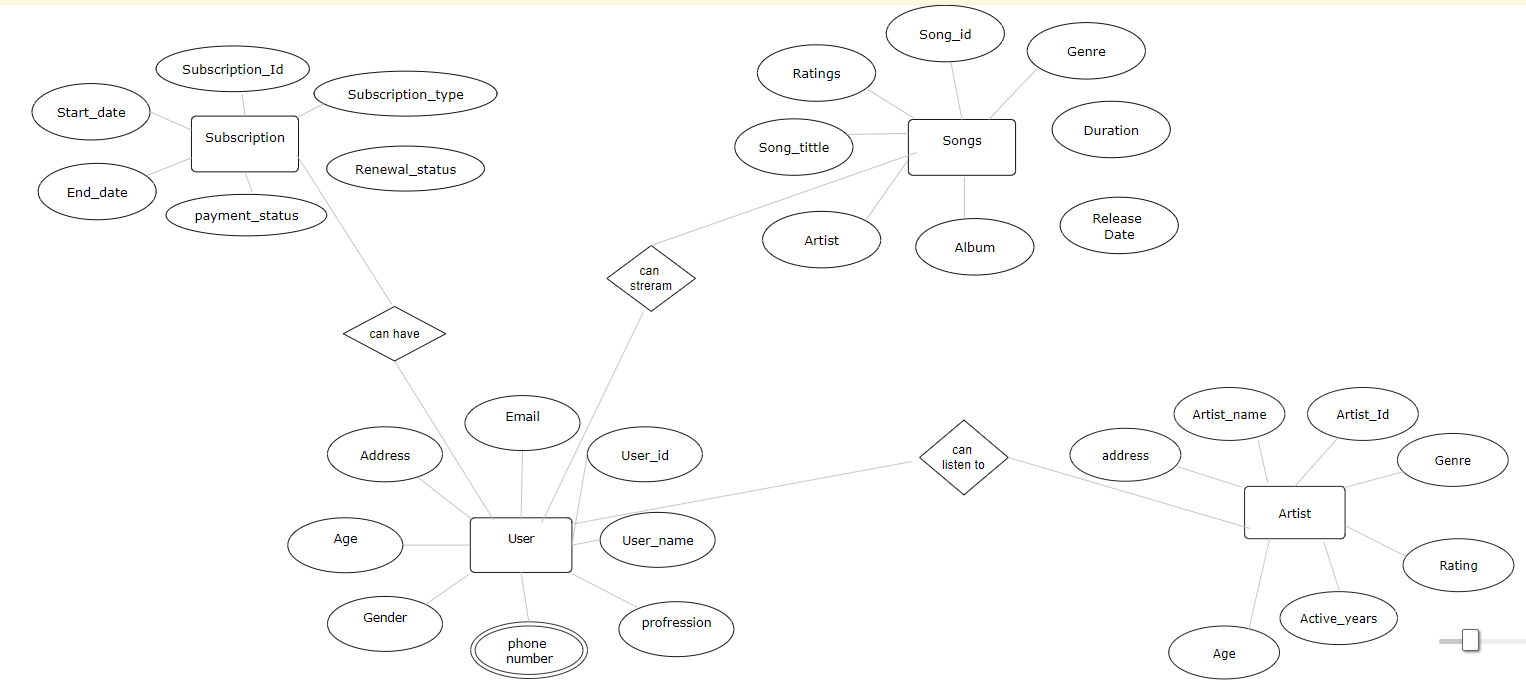 Song_id
Genre
Ratings
Subscription_Id
Subscription_type
Start_date
Duration
Subscription
Songs
Song_tittle
Renewal_status
End_date
payment_status
Release
Date
Artist
Album
can
streram
can have
Email
Artist_name
Artist_Id
Address
User_id
can
listen to
address
Genre
Artist
User
Age
User_name
Rating
Gender
profression
Active_years
phone
number
Age